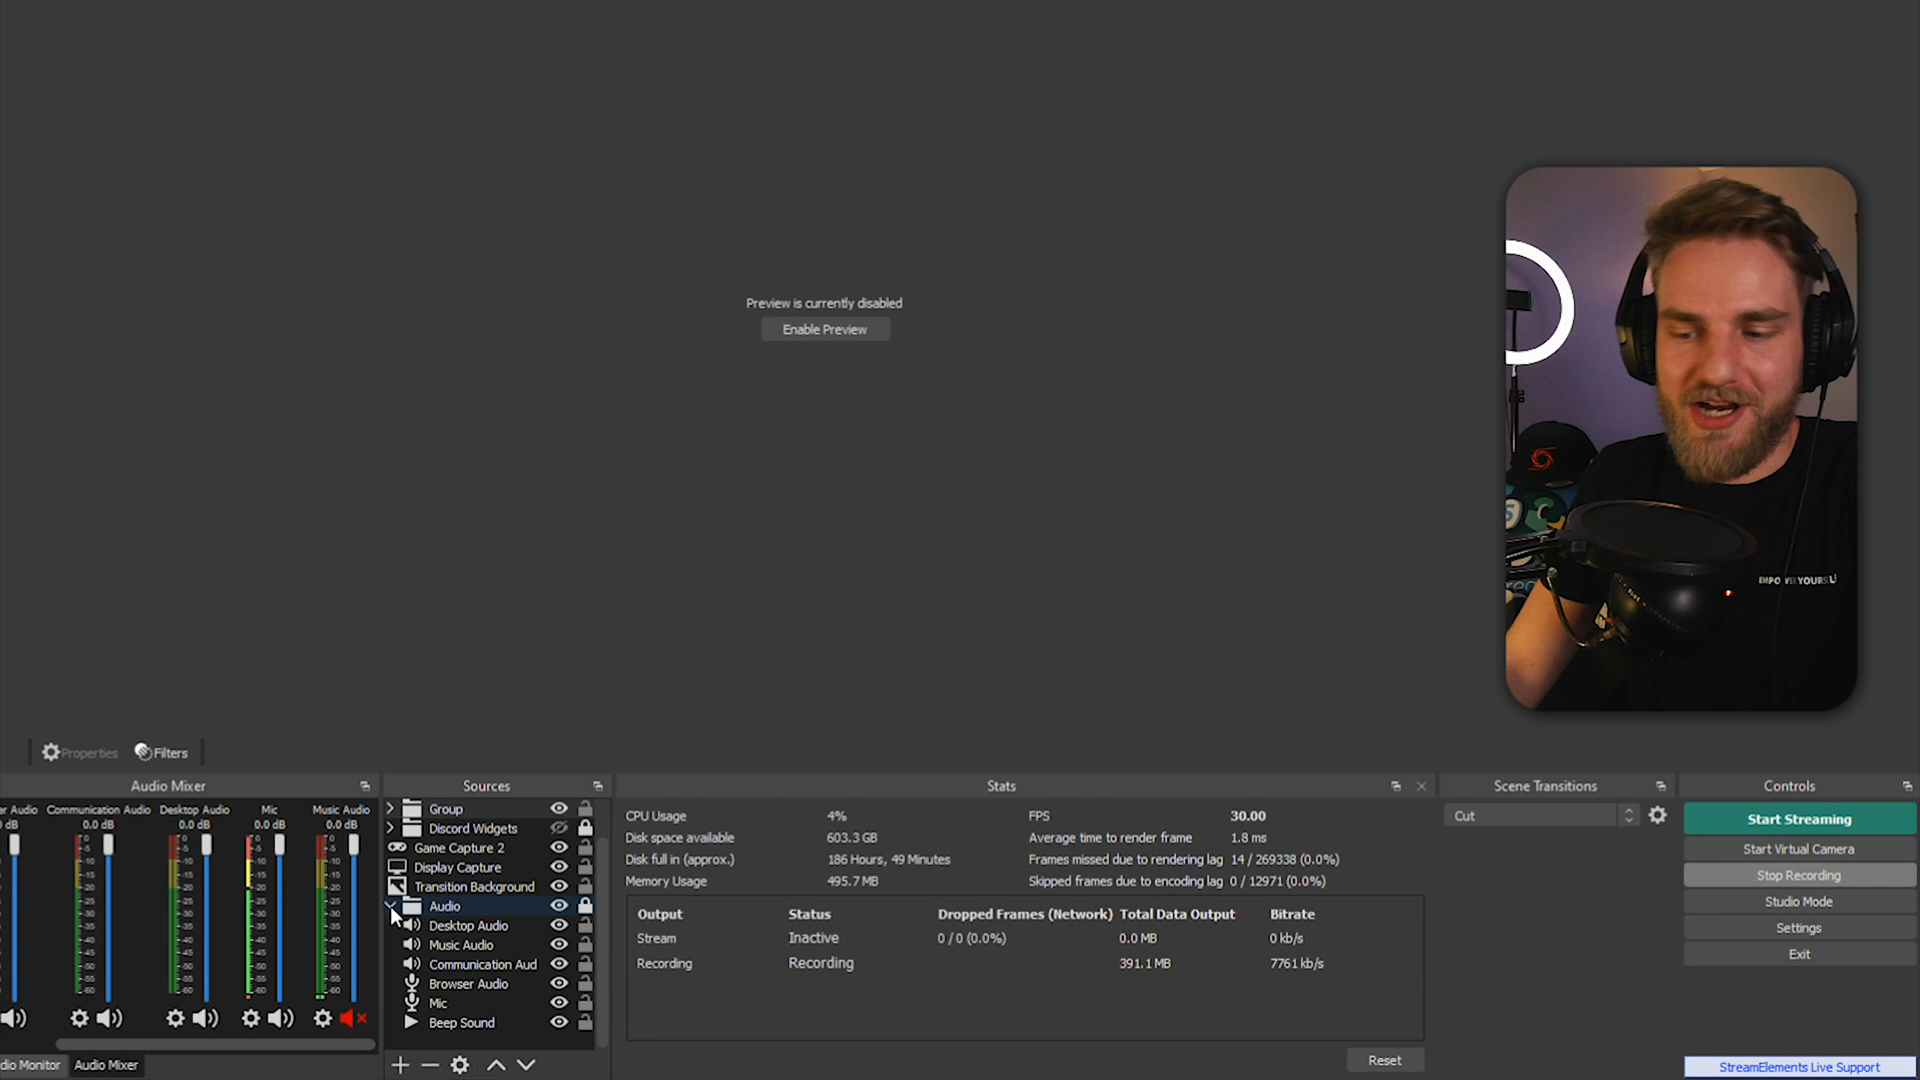 Preview is currently disabled
Enable Preview
EMPOWER YOURSELF
Properties
Filters
Audio Mixer
Sources
Stats
Scene Transitions
Controls
er Audio
Communication Audio
Desktop Audio
Mic
Music Audio
dB
0.0 dB
0.0 dB
0.0 dB
0.0 dB
Group
Discord Widgets
Game Capture 2
Display Capture
Transition Background
Audio
Desktop Audio
Music Audio
Communication Aud
Browser Audio
Mic
Beep Sound
CPU Usage 4%
Disk space available 603.3 GB
Disk full in (approx.) 186 Hours, 49 Minutes
Memory Usage 495.7 MB
FPS 30.00
Average time to render frame 1.8 ms
Frames missed due to rendering lag 14 / 269338 (0.0%)
Skipped frames due to encoding lag 0 / 12971 (0.0%)
Output Status Dropped Frames (Network) Total Data Output Bitrate
Stream Inactive 0 / 0 (0.0%) 0.0 MB 0 kb/s
Recording Recording 391.1 MB 7761 kb/s
Reset
Cut
Start Streaming
Start Virtual Camera
Stop Recording
Studio Mode
Settings
Exit
dio Monitor
Audio Mixer
StreamElements Live Support